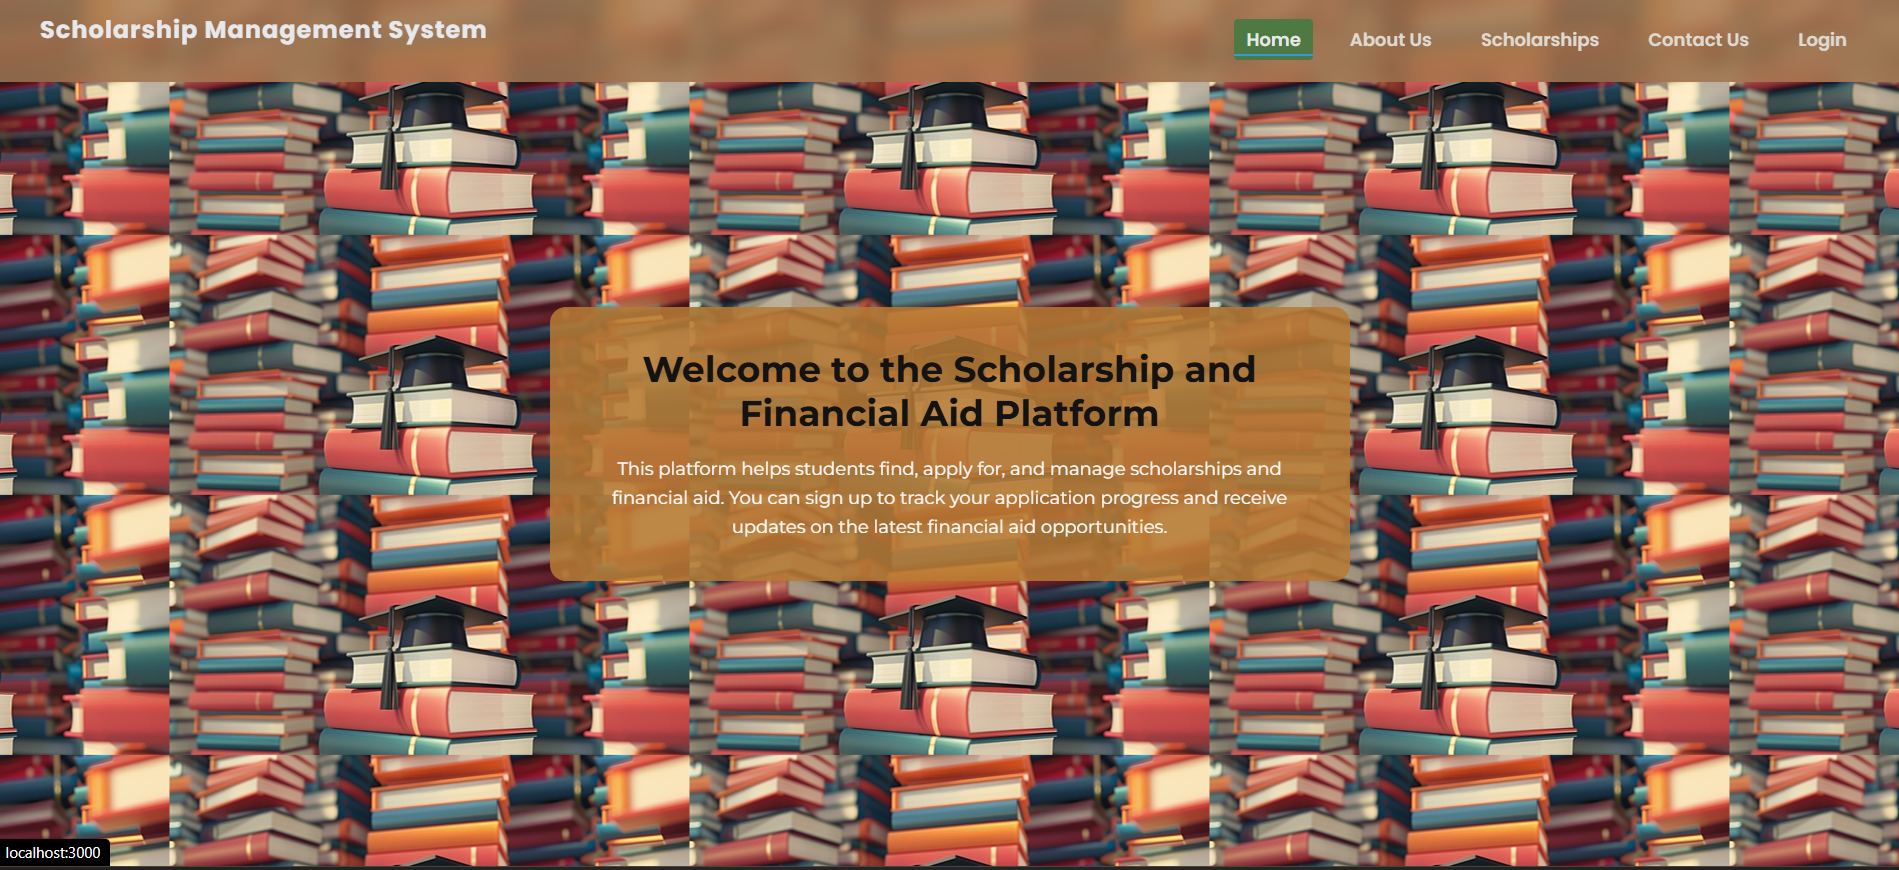 Scholarship Management System
Home About Us Scholarships Contact Us Login
Welcome to the Scholarship and
Financial Aid Platform
This platform helps students find, apply for, and manage scholarships and
financial aid. You can sign up to track your application progress and receive
updates on the latest financial aid opportunities.
localhost:3000